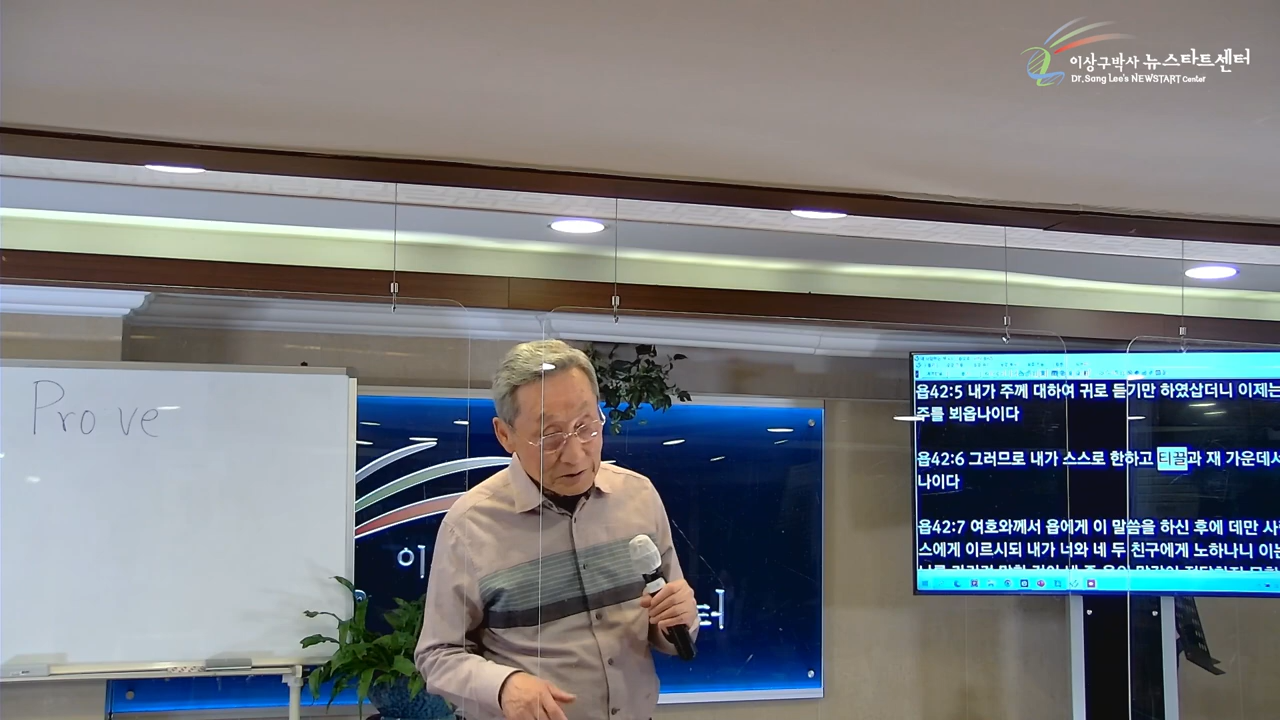 이상구박사 뉴스타트센터
Dr. Sang Lee's NEWSTART Center
Prove
욥42:5 내가 주께 대하여 귀로 듣기만 하였삽더니 이제는
주를 뵈옵나이다
욥42:6 그러므로 내가 스스로 한하고 티끌과 재 가운데서
나이다
욥42:7 여호와께서 욥에게 이 말씀을 하신 후에 데만 사
스에게 이르시되 내가 너와 네 두 친구에게 노하나니 이는
이
터